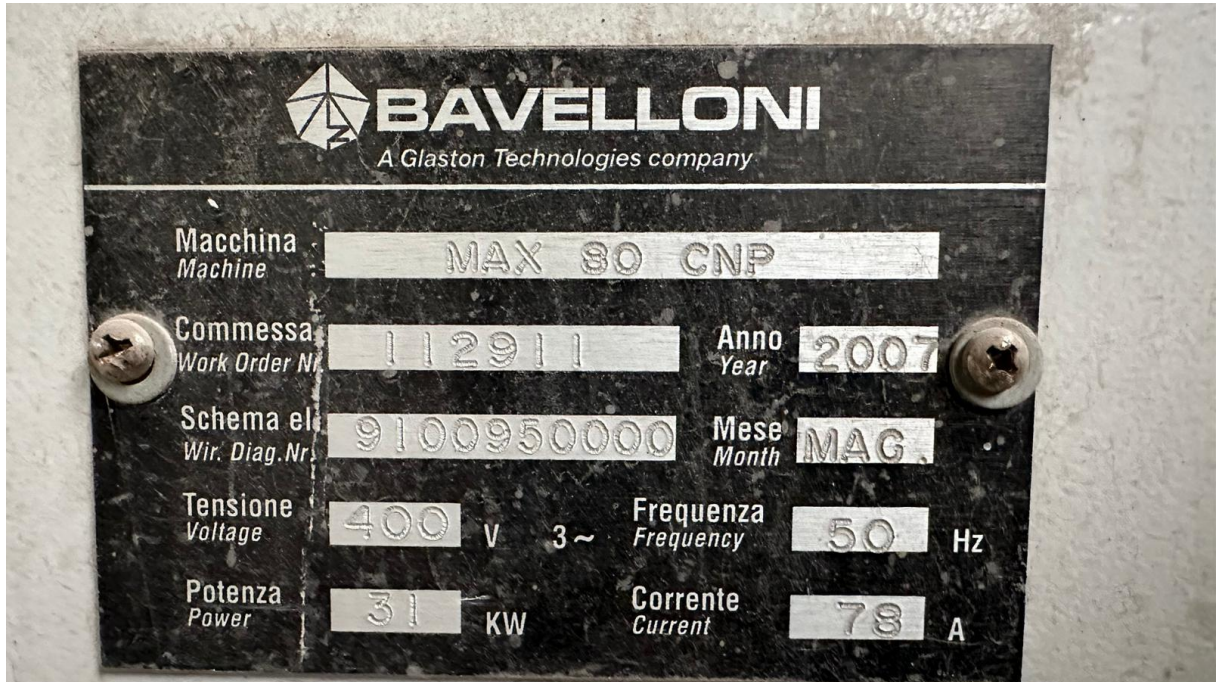 BAVELLONI
A Glaston Technologies company
Macchina MAX 80 CNP
Machine
Commessa 112911 Anno 2007
Work Order Nr. Year
Schema el. 9100950000 Mese MAG.
Wir. Diag.Nr. Month
Tensione 400 V 3~ Frequenza 50 Hz
Voltage Frequency
Potenza 31 KW Corrente 78 A
Power Current